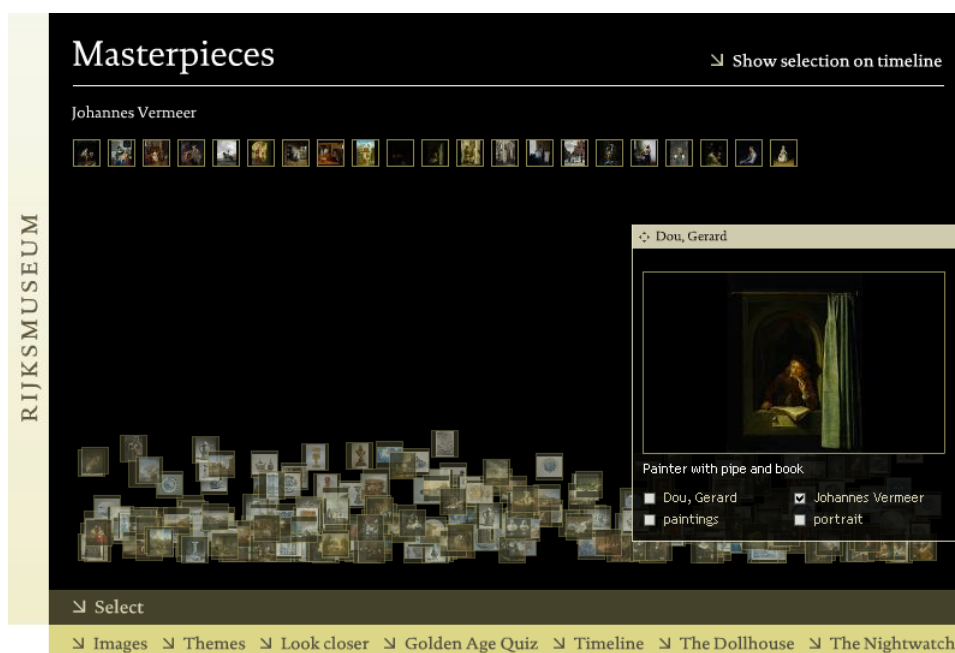 RIJKSMUSEUM
Masterpieces
Show selection on timeline
Johannes Vermeer
Dou, Gerard
Painter with pipe and book
Dou, Gerard
Johannes Vermeer
paintings
portrait
Select
Images Themes Look closer Golden Age Quiz Timeline The Dollhouse The Nightwatch